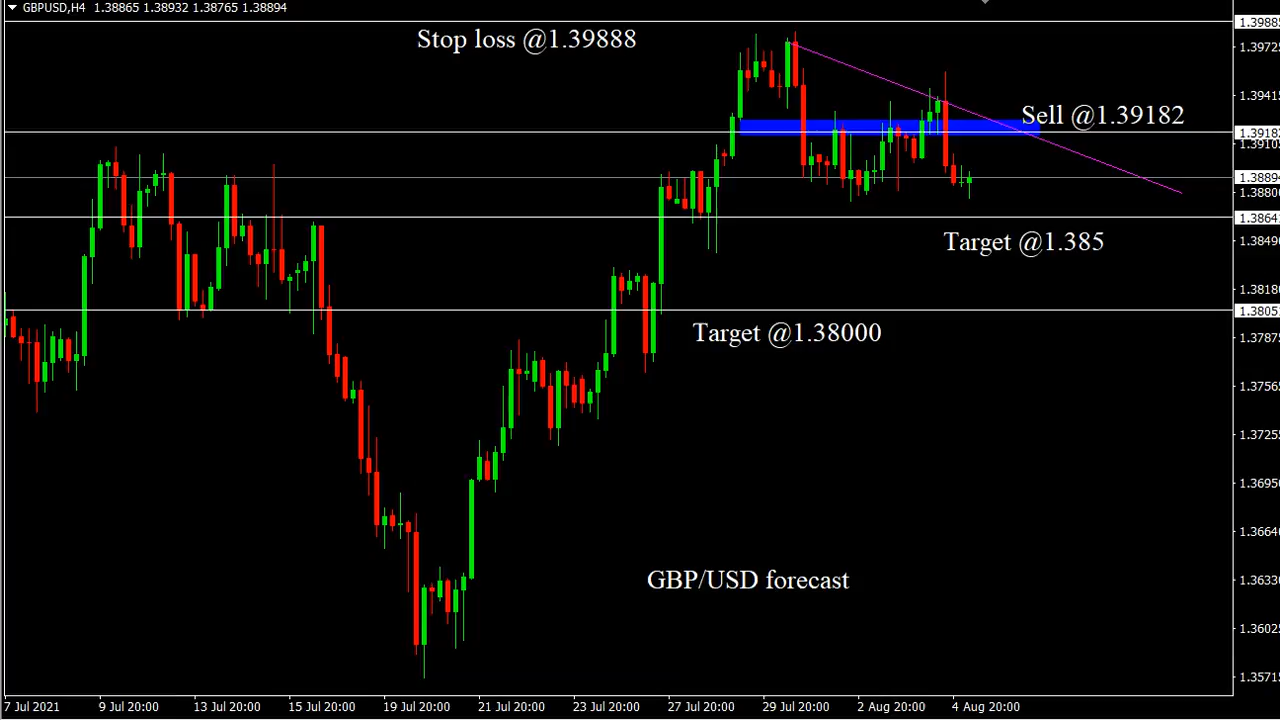 GBPUSD,H4 1.38865 1.38932 1.38765 1.38894
Stop loss @1.39888
Sell @1.39182
Target @1.385
Target @1.38000
GBP/USD forecast
1.39885
1.39725
1.39415
1.39182
1.39105
1.38894
1.38800
1.38641
1.38490
1.38180
1.38051
1.37875
1.37565
1.37255
1.36950
1.36640
1.36330
1.36025
1.35715
7 Jul 2021
9 Jul 20:00
13 Jul 20:00
15 Jul 20:00
19 Jul 20:00
21 Jul 20:00
23 Jul 20:00
27 Jul 20:00
29 Jul 20:00
2 Aug 20:00
4 Aug 20:00